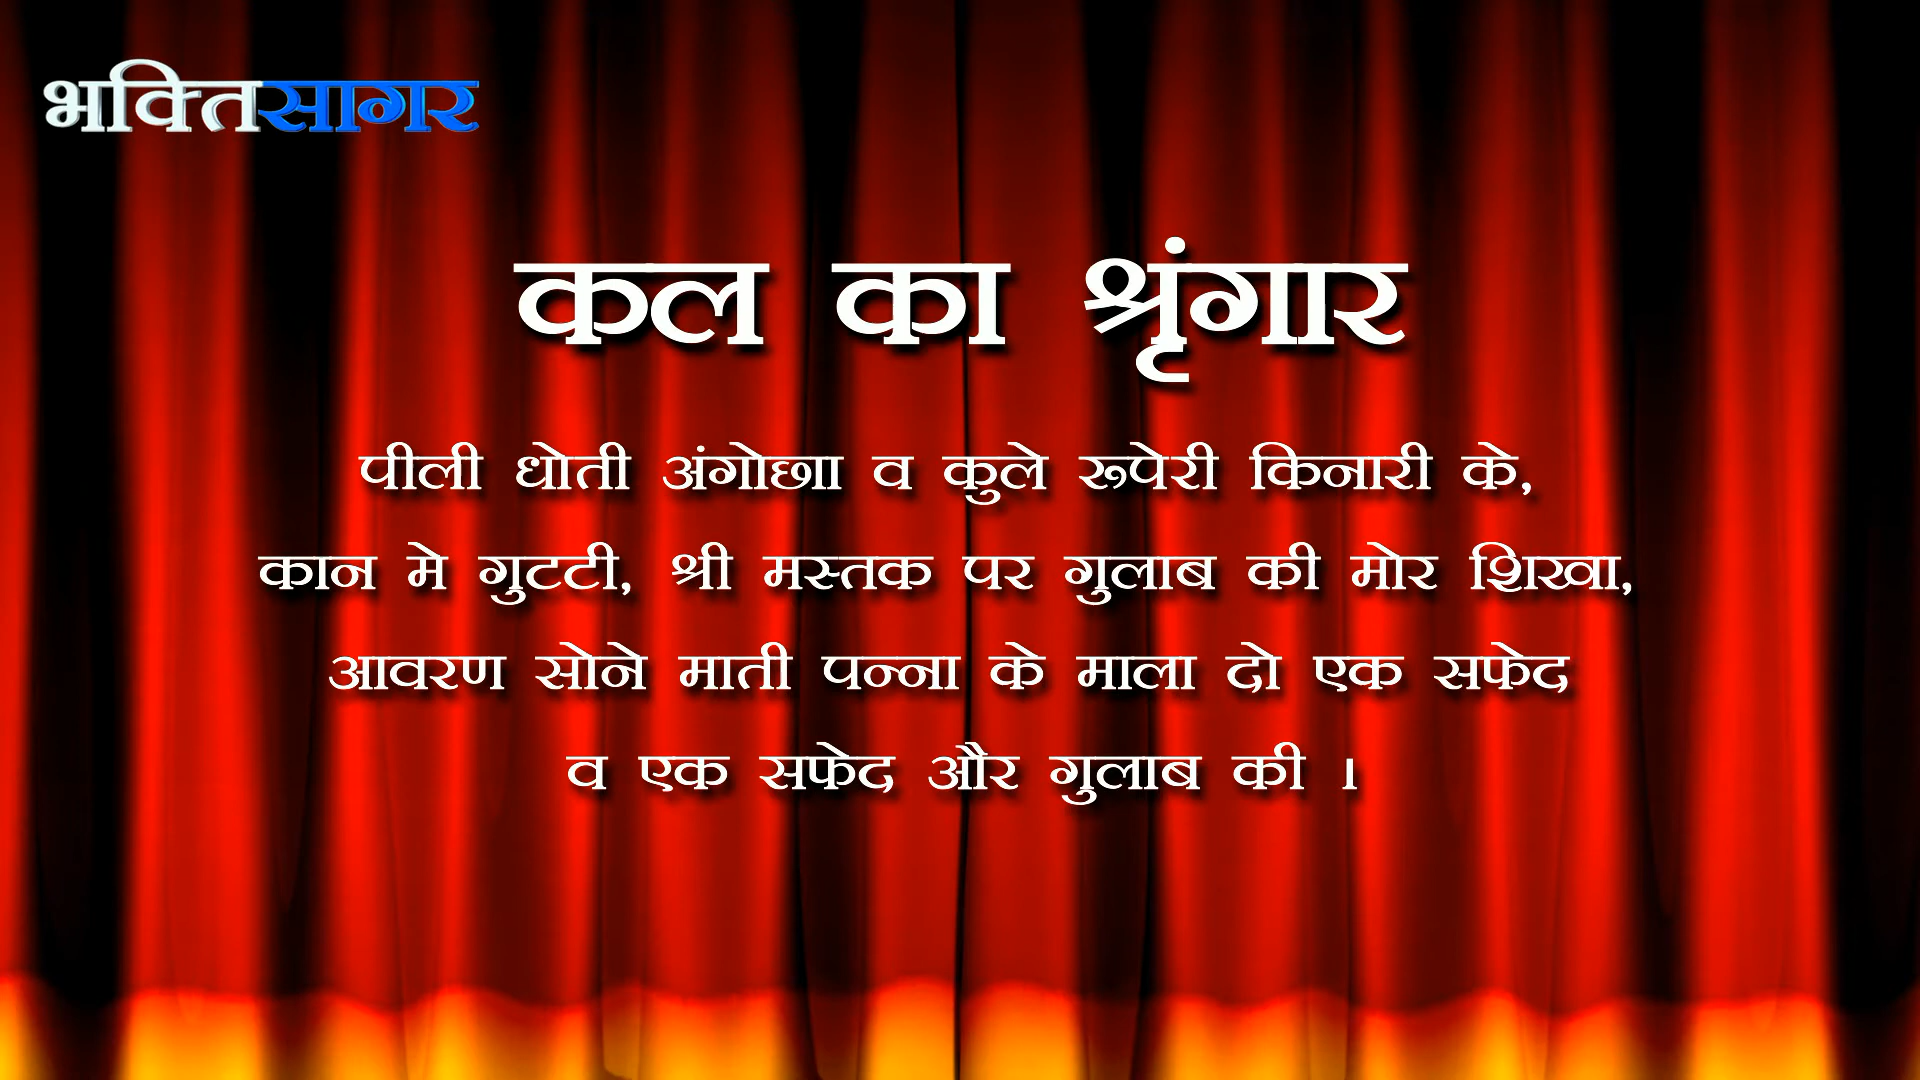 भक्तिसागर
कल का श्रृंगार
पीली धोती अंगोछा व कुले रूपेरी किनारी के,
कान मे गुटटी, श्री मस्तक पर गुलाब की मोर शिखा,
आवरण सोने माती पन्ना के माला दो एक सफेद
व एक सफेद और गुलाब की ।